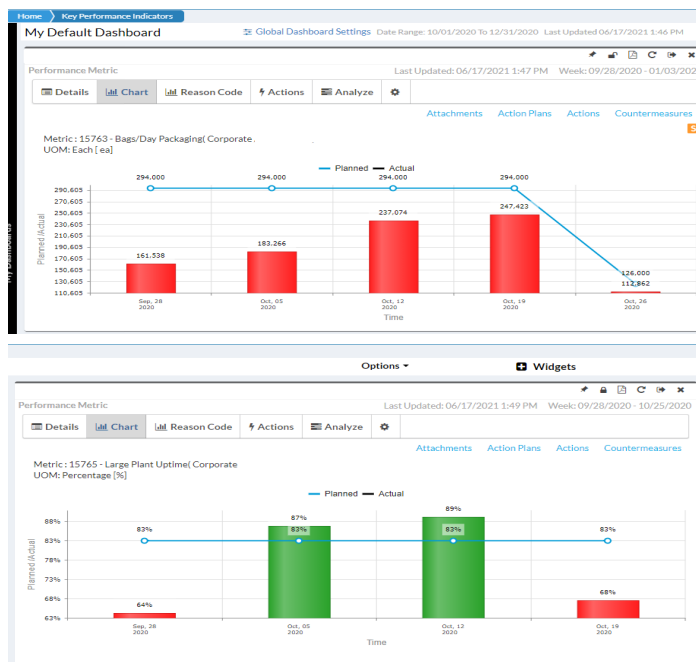 Home Key Performance Indicators
My Default Dashboard Global Dashboard Settings Date Range: 10/01/2020 To 12/31/2020 Last Updated 06/17/2021 1:46 PM
Performance Metric Last Updated: 06/17/2021 1:47 PM Week: 09/28/2020 - 01/03/202
Details Chart Reason Code Actions Analyze
Attachments Action Plans Actions Countermeasures
S
Metric : 15763 - Bags/Day Packaging( Corporate
UOM: Each [ ea]
Planned Actual
294.000 294.000 294.000 294.000
290.605
270.605
250.605
230.605
210.605
190.605
170.605
150.605
130.605
110.605
161.538
183.266
237.074
247.423
126.000
112.862
Planned /Actual
My Dashboards
Sep, 28 2020
Oct, 05 2020
Oct, 12 2020
Oct, 19 2020
Oct, 26 2020
Time
Options Widgets
Performance Metric Last Updated: 06/17/2021 1:49 PM Week: 09/28/2020 - 10/25/2020
Details Chart Reason Code Actions Analyze
Attachments Action Plans Actions Countermeasures
Metric : 15765 - Large Plant Uptime( Corporate
UOM: Percentage [%]
Planned Actual
88%
83%
78%
73%
68%
63%
83% 87% 89% 83%
83% 83%
64% 68%
Planned /Actual
Sep, 28 2020
Oct, 05 2020
Oct, 12 2020
Oct, 19 2020
Time